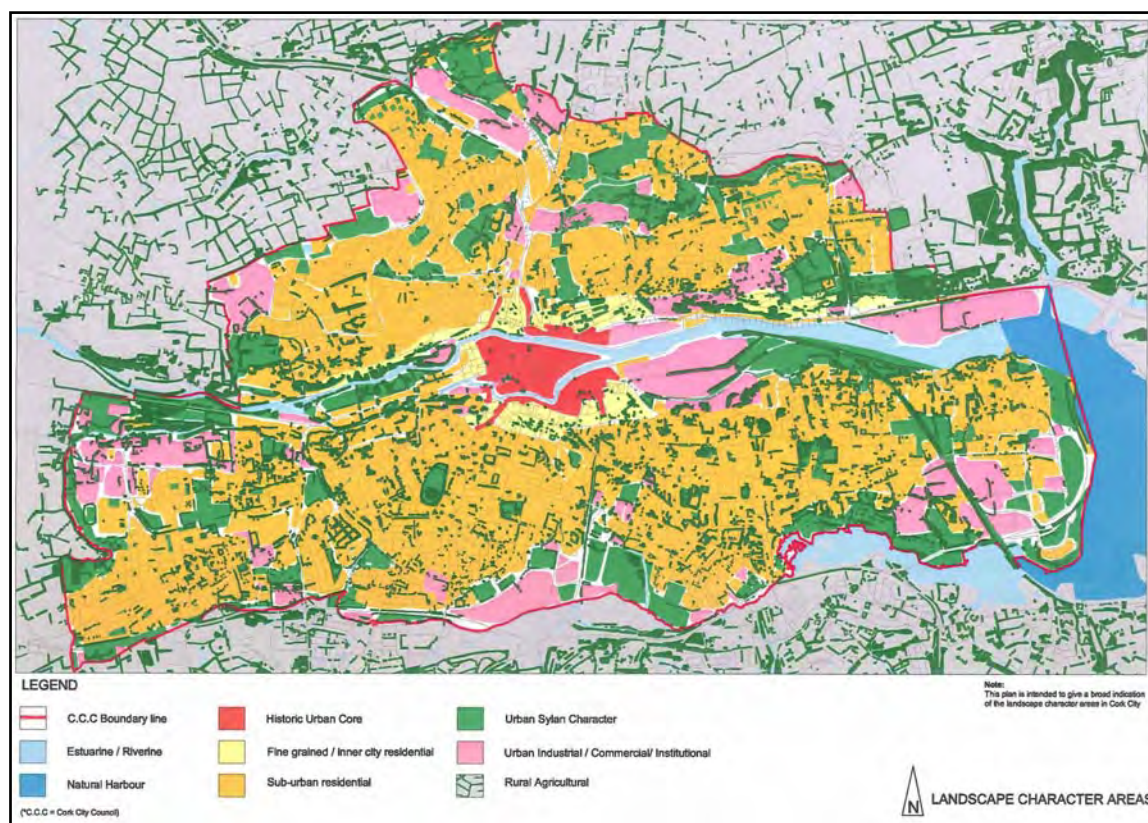 LEGEND
C.C.C Boundary line
Historic Urban Core
Urban Sylan Character
Estuarine / Riverine
Fine grained / Inner city residential
Urban Industrial / Commercial/ Institutional
Natural Harbour
Sub-urban residential
Rural Agricultural
(*C.C.C = Cork City Council)
Note:
This plan is intended to give a broad indication
of the landscape character areas in Cork City
N
LANDSCAPE CHARACTER AREAS